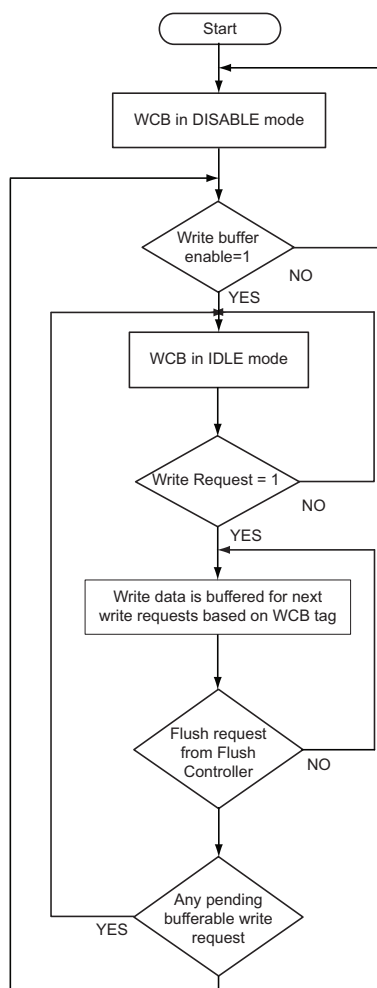 Start
WCB in DISABLE mode
Write buffer
enable=1
NO
YES
WCB in IDLE mode
Write Request = 1
NO
YES
Write data is buffered for next
write requests based on WCB tag
Flush request
from Flush
Controller
NO
Any pending
bufferable write
request
YES